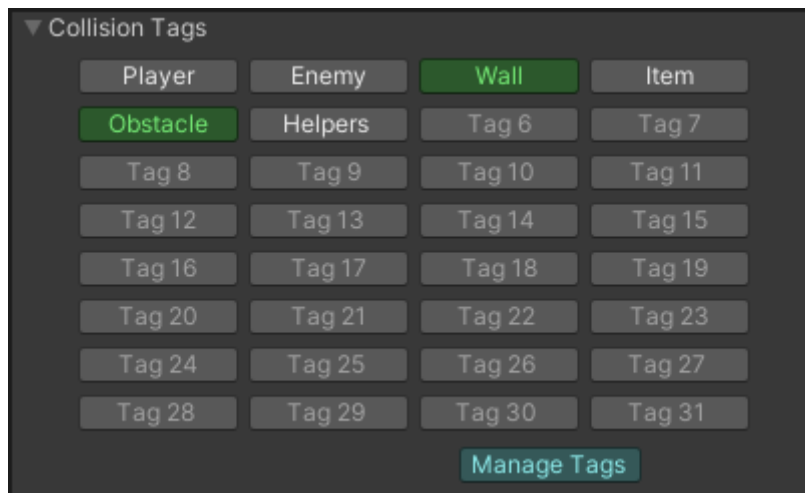 Collision Tags
Player Enemy Wall Item
Obstacle Helpers Tag 6 Tag 7
Tag 8 Tag 9 Tag 10 Tag 11
Tag 12 Tag 13 Tag 14 Tag 15
Tag 16 Tag 17 Tag 18 Tag 19
Tag 20 Tag 21 Tag 22 Tag 23
Tag 24 Tag 25 Tag 26 Tag 27
Tag 28 Tag 29 Tag 30 Tag 31
Manage Tags